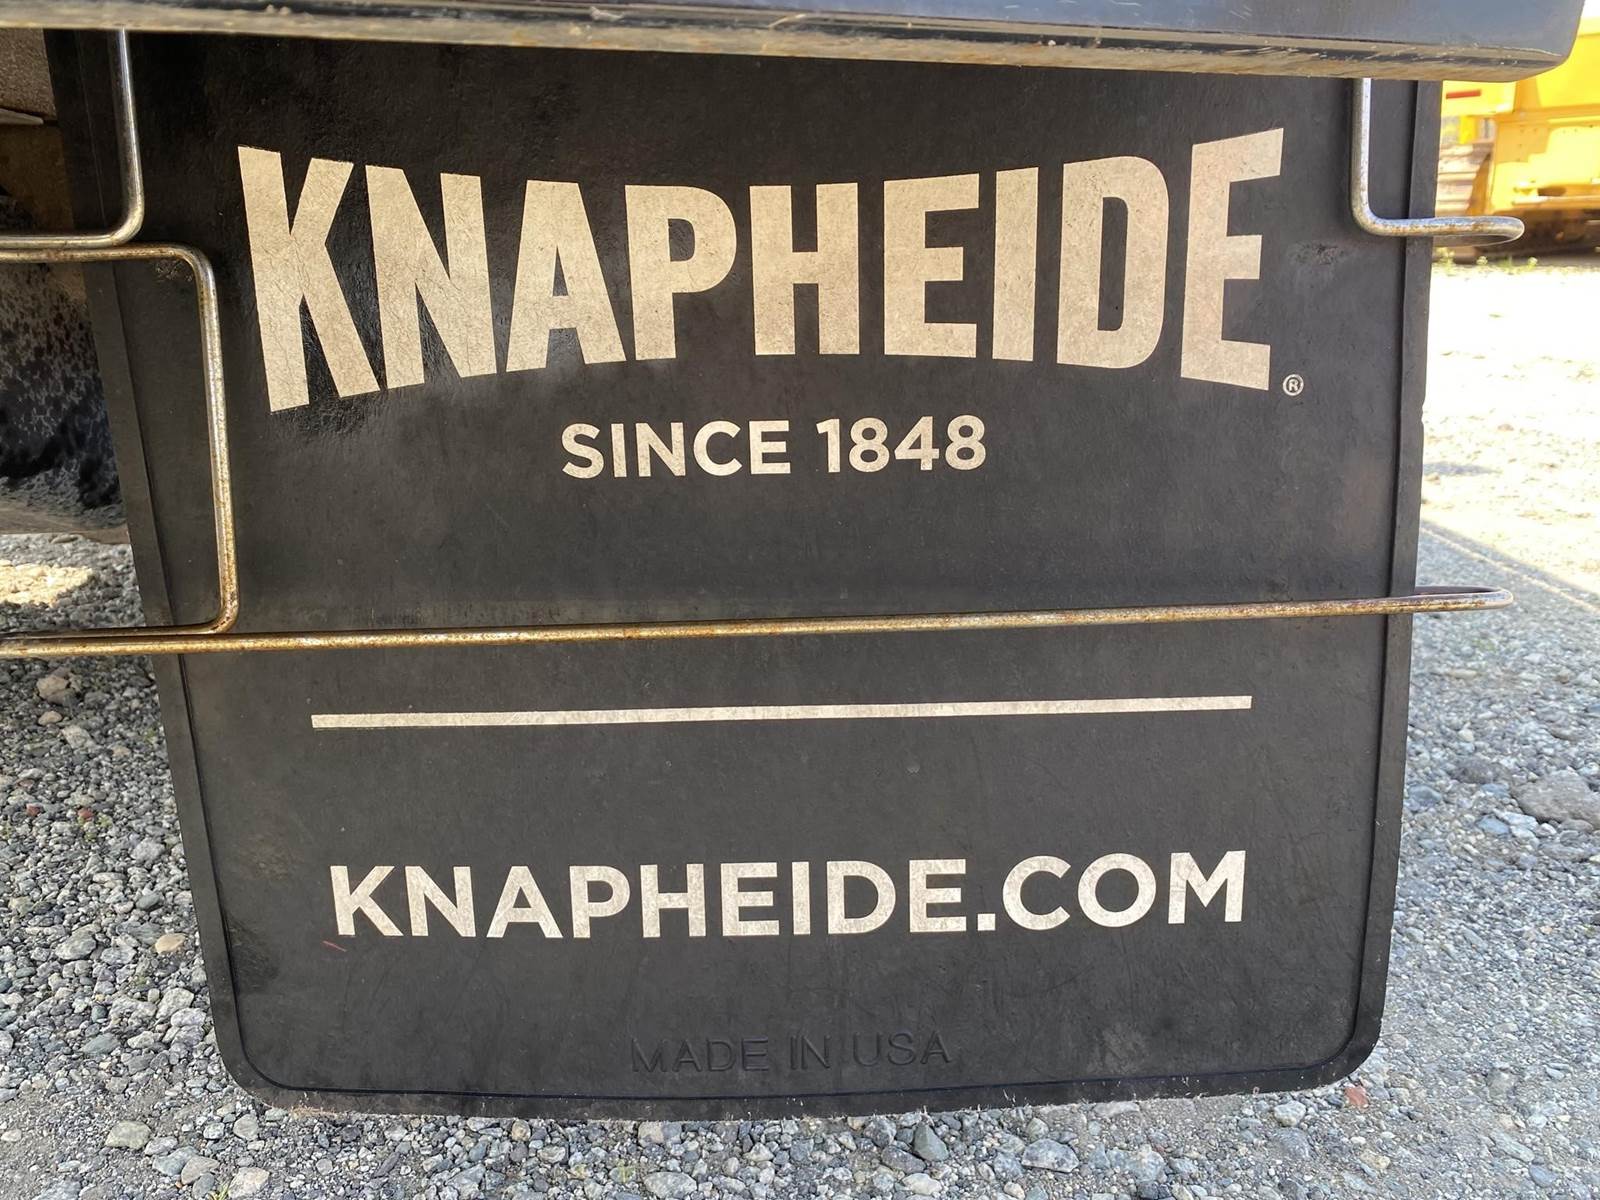 KNAPHEIDE®
SINCE 1848
KNAPHEIDE.COM
MADE IN USA